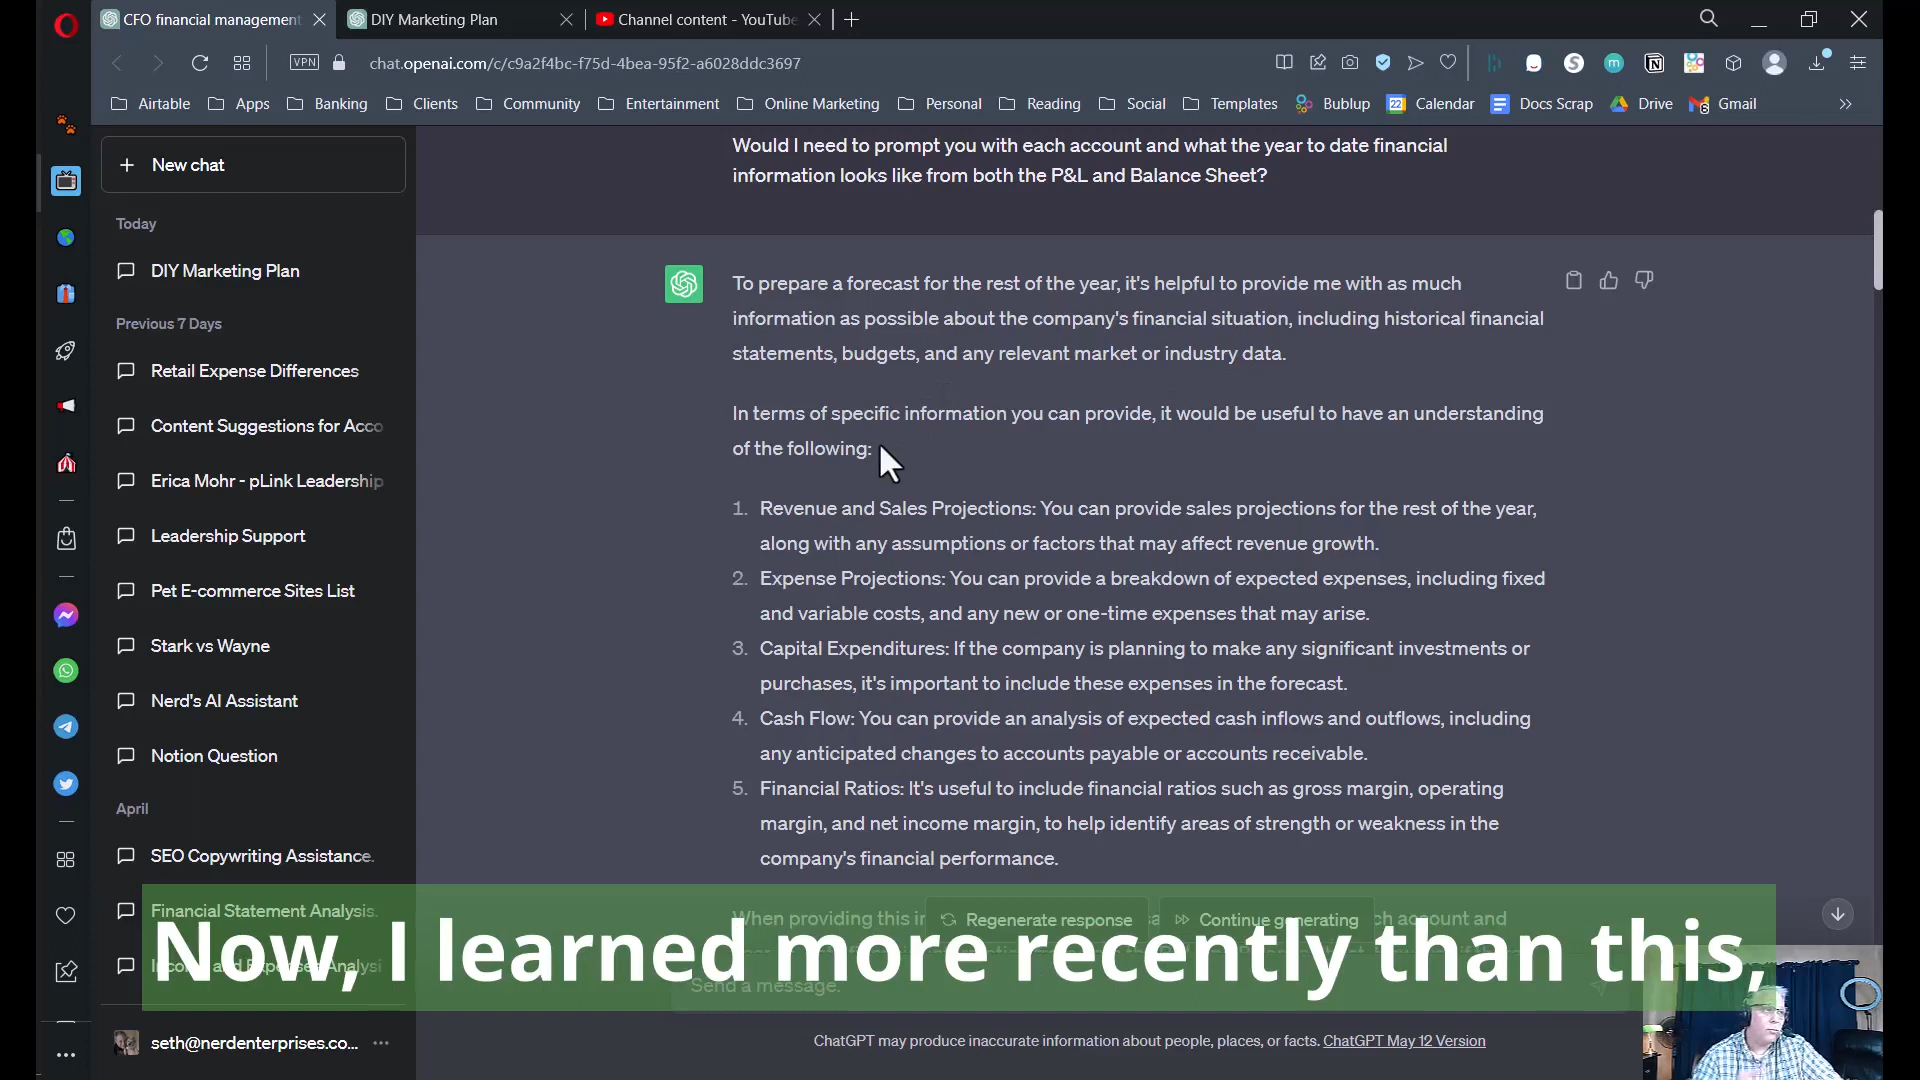 CFO financial management
DIY Marketing Plan
Channel content - YouTube
VPN
chat.openai.com/c/c9a2f4bc-f75d-4bea-95f2-a6028ddc3697
Airtable
Apps
Banking
Clients
Community
Entertainment
Online Marketing
Personal
Reading
Social
Templates
Bublup
22
Calendar
Docs Scrap
Drive
6
Gmail
New chat
Today
DIY Marketing Plan
Previous 7 Days
Retail Expense Differences
Content Suggestions for Acco
Erica Mohr - pLink Leadership
Leadership Support
Pet E-commerce Sites List
Stark vs Wayne
Nerd's AI Assistant
Notion Question
April
SEO Copywriting Assistance.
Financial Statement Analysis.
Income and Expenses Analysi
seth@nerdenterprises.co...
Would I need to prompt you with each account and what the year to date financial
information looks like from both the P&L and Balance Sheet?
To prepare a forecast for the rest of the year, it's helpful to provide me with as much
information as possible about the company's financial situation, including historical financial
statements, budgets, and any relevant market or industry data.
In terms of specific information you can provide, it would be useful to have an understanding
of the following:
1. Revenue and Sales Projections: You can provide sales projections for the rest of the year,
along with any assumptions or factors that may affect revenue growth.
2. Expense Projections: You can provide a breakdown of expected expenses, including fixed
and variable costs, and any new or one-time expenses that may arise.
3. Capital Expenditures: If the company is planning to make any significant investments or
purchases, it's important to include these expenses in the forecast.
4. Cash Flow: You can provide an analysis of expected cash inflows and outflows, including
any anticipated changes to accounts payable or accounts receivable.
5. Financial Ratios: It's useful to include financial ratios such as gross margin, operating
margin, and net income margin, to help identify areas of strength or weakness in the
company's financial performance.
When providing this in
ch account and
Regenerate response
Continue generating
Now, I learned more recently than this,
Send a message.
ChatGPT may produce inaccurate information about people, places, or facts. ChatGPT May 12 Version